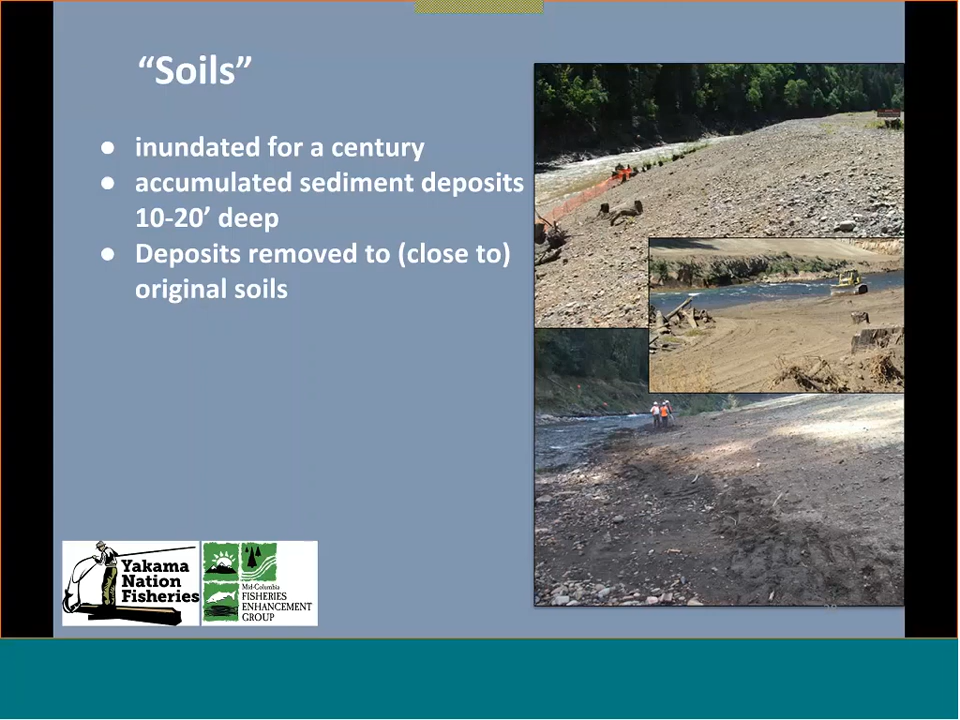 “Soils”
● inundated for a century
● accumulated sediment deposits
10-20’ deep
● Deposits removed to (close to)
original soils
Yakama
Nation
Fisheries
Mid-Columbia
FISHERIES
ENHANCEMENT
GROUP